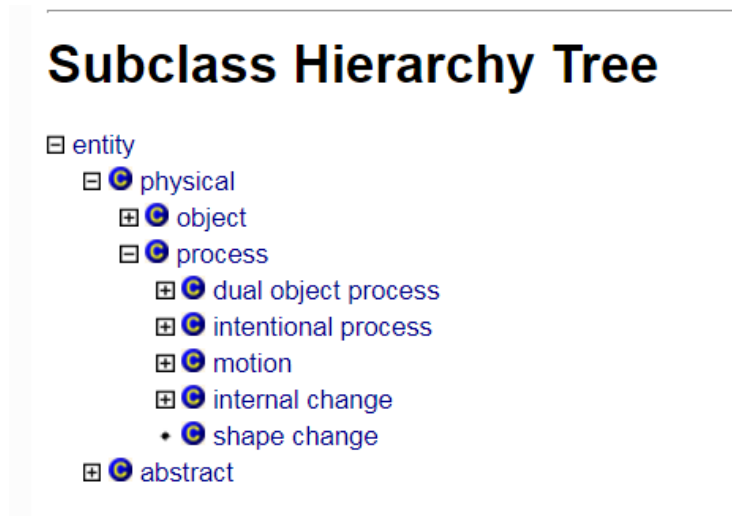 Subclass Hierarchy Tree
entity
C physical
C object
C process
C dual object process
C intentional process
C motion
C internal change
C shape change
C abstract